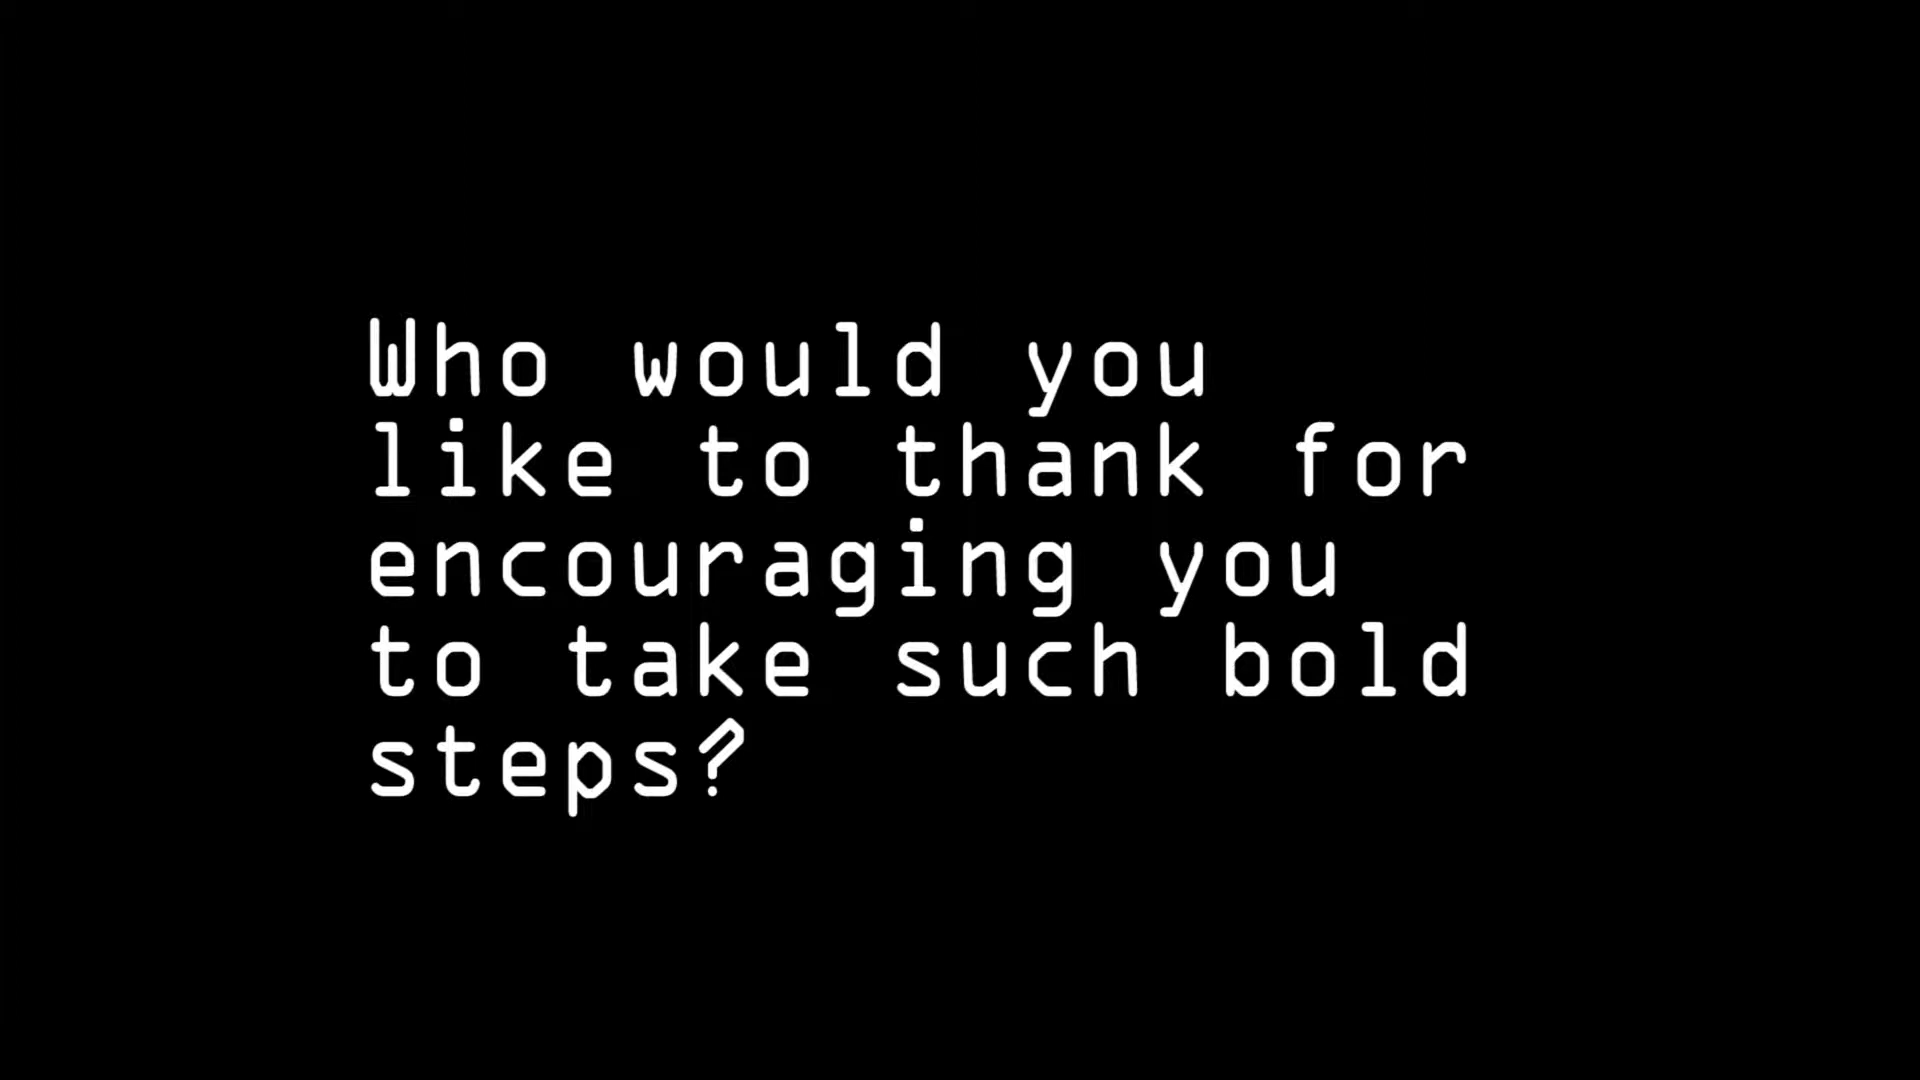 Who would you
like to thank for
encouraging you
to take such bold
steps?